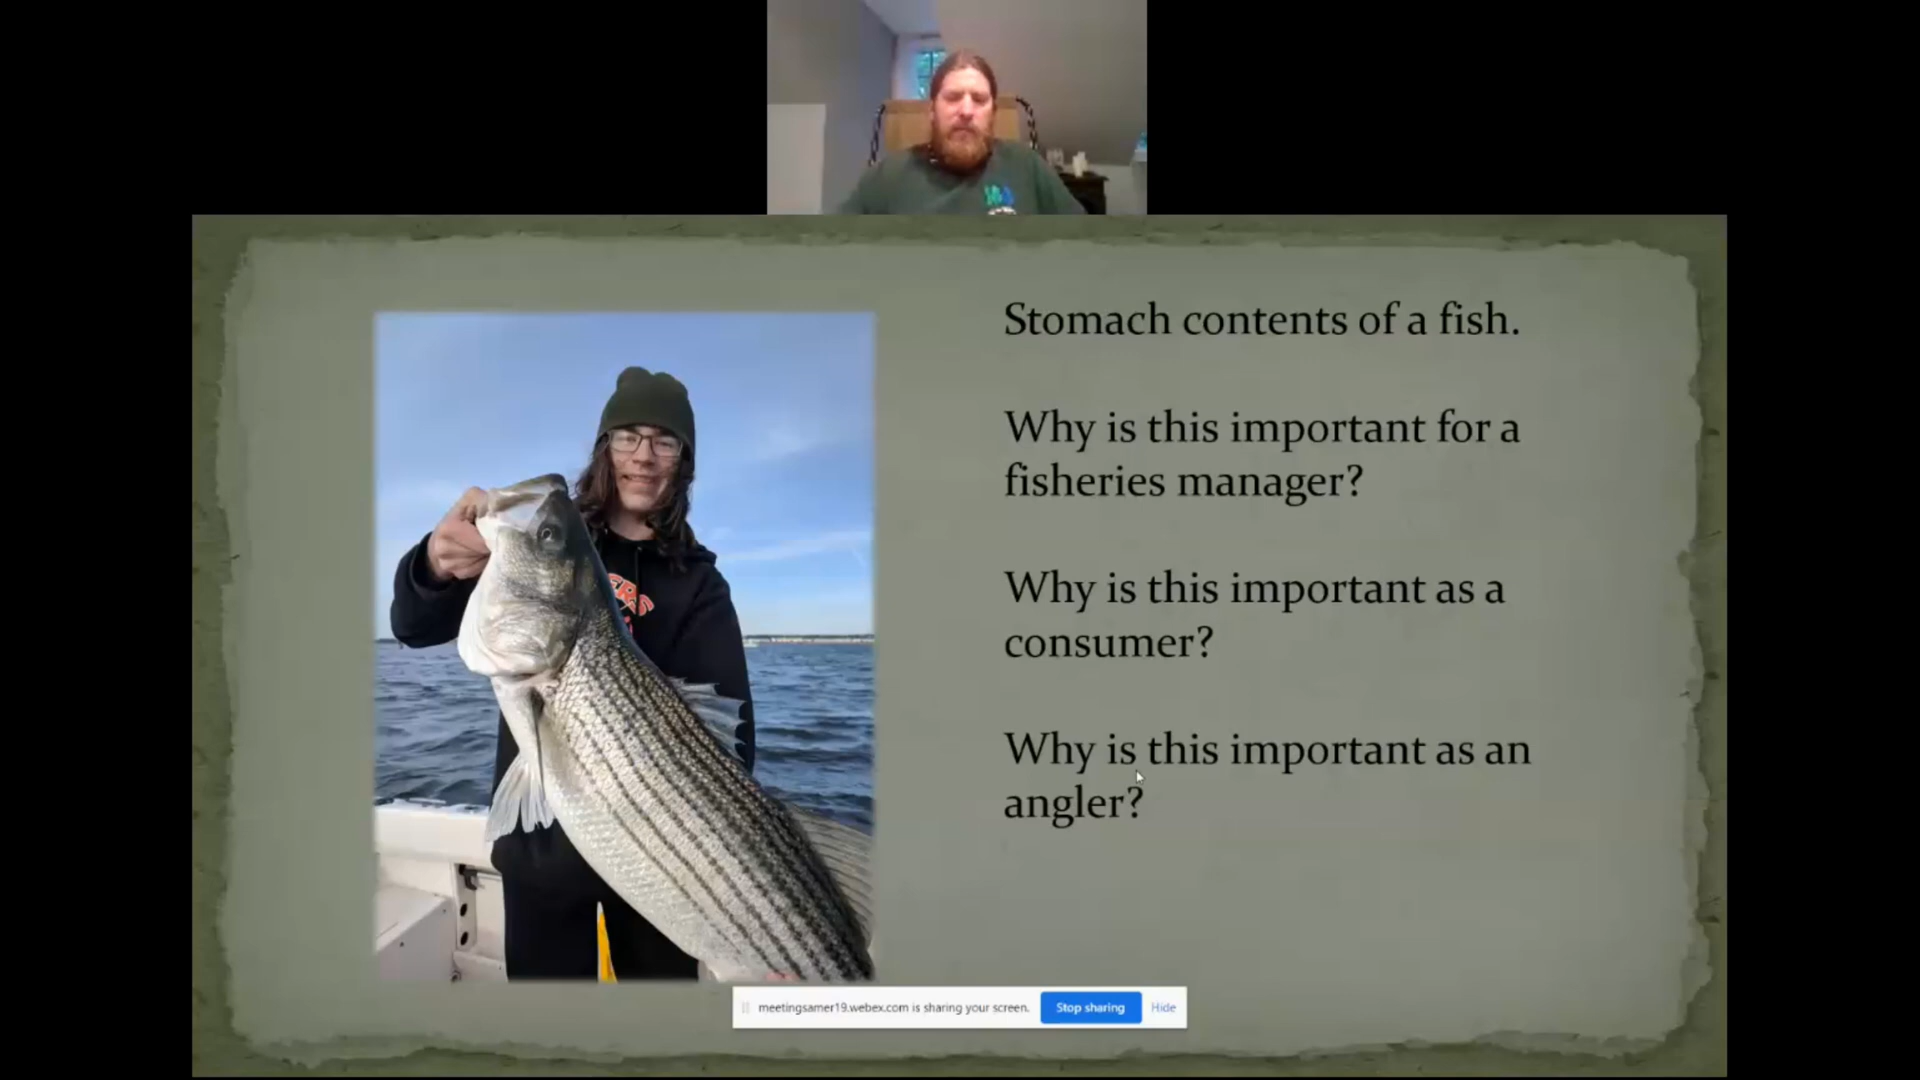 Stomach contents of a fish.
Why is this important for a
fisheries manager?
Why is this important as a
consumer?
Why is this important as an
angler?
meetingsamer19.webex.com is sharing your screen.
Stop sharing
Hide